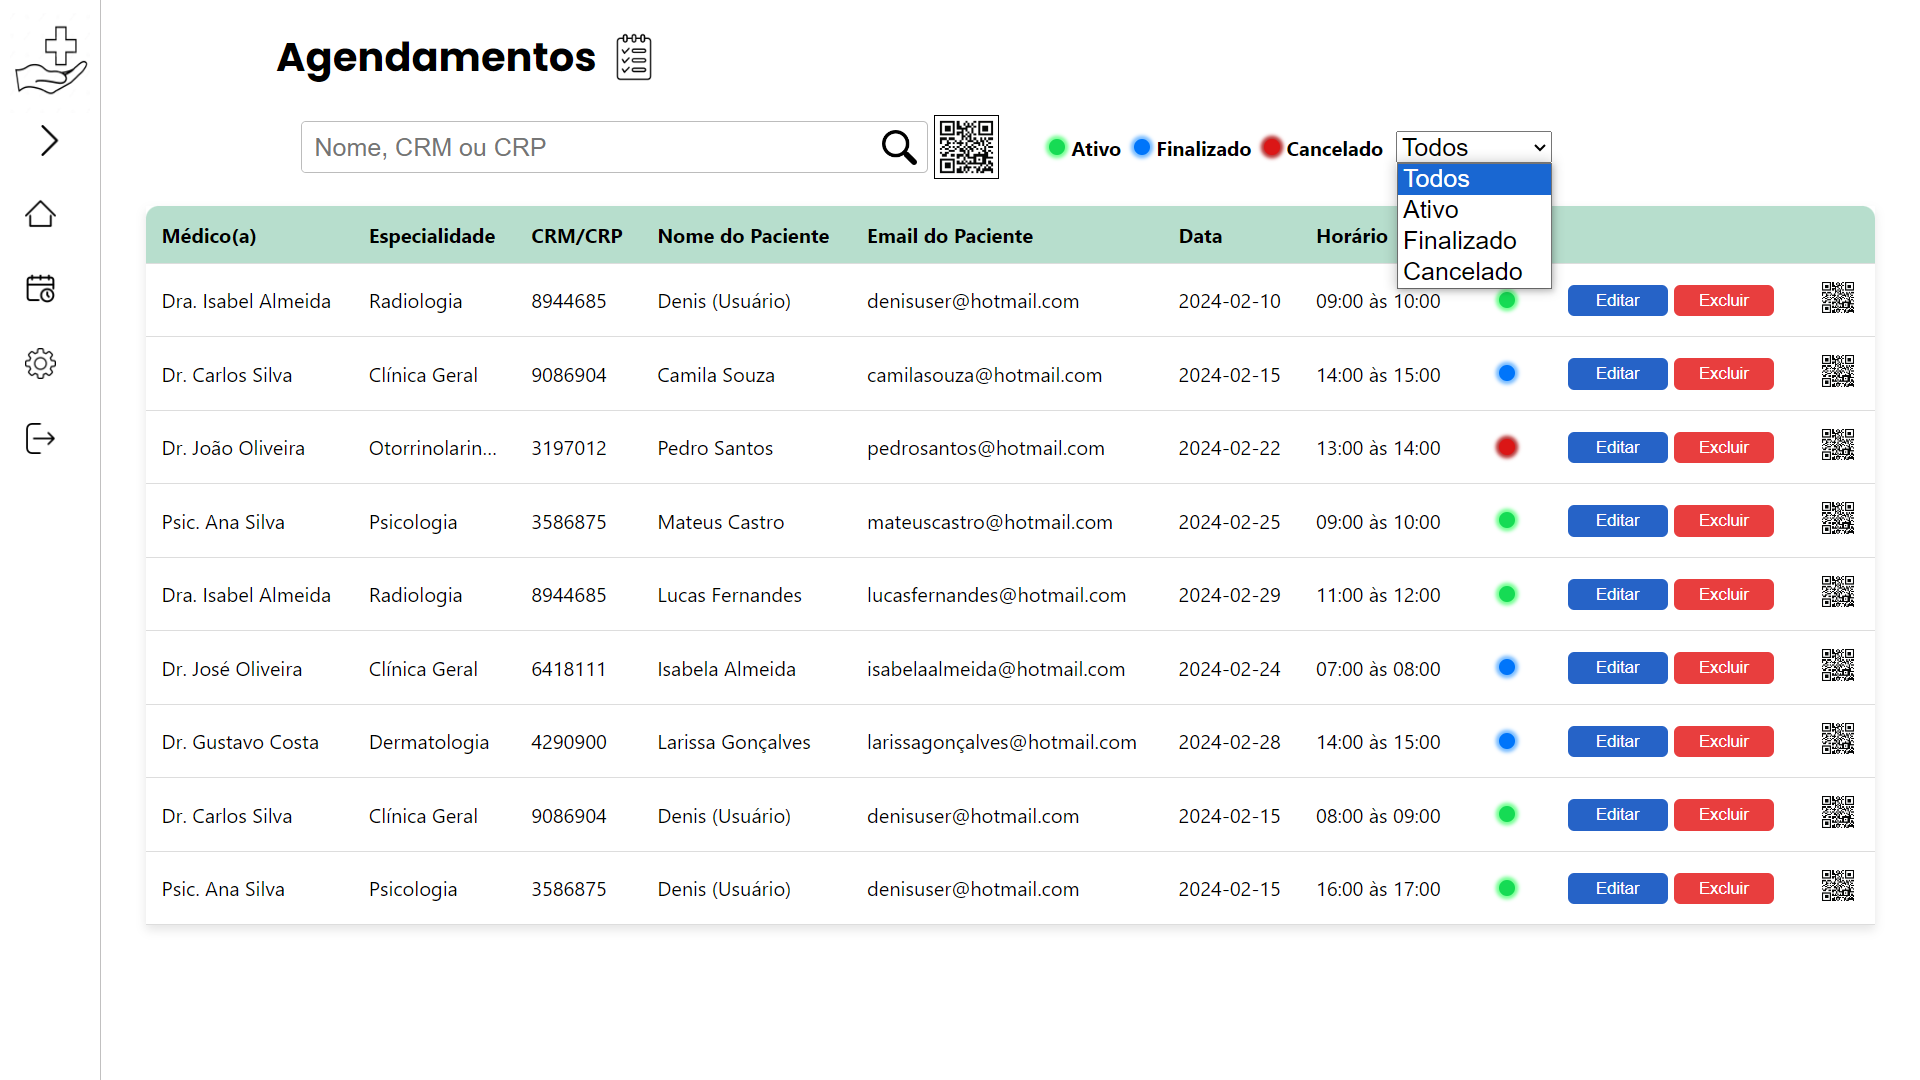 Agendamentos
Nome, CRM ou CRP
Ativo Finalizado Cancelado Todos
Todos
Ativo
Finalizado
Cancelado
Médico(a) Especialidade CRM/CRP Nome do Paciente Email do Paciente Data Horário
Dra. Isabel Almeida Radiologia 8944685 Denis (Usuário) denisuser@hotmail.com 2024-02-10 09:00 às 10:00 Editar Excluir
Dr. Carlos Silva Clínica Geral 9086904 Camila Souza camilasouza@hotmail.com 2024-02-15 14:00 às 15:00 Editar Excluir
Dr. João Oliveira Otorrinolarin... 3197012 Pedro Santos pedrosantos@hotmail.com 2024-02-22 13:00 às 14:00 Editar Excluir
Psic. Ana Silva Psicologia 3586875 Mateus Castro mateuscastro@hotmail.com 2024-02-25 09:00 às 10:00 Editar Excluir
Dra. Isabel Almeida Radiologia 8944685 Lucas Fernandes lucasfernandes@hotmail.com 2024-02-29 11:00 às 12:00 Editar Excluir
Dr. José Oliveira Clínica Geral 6418111 Isabela Almeida isabelaalmeida@hotmail.com 2024-02-24 07:00 às 08:00 Editar Excluir
Dr. Gustavo Costa Dermatologia 4290900 Larissa Gonçalves larissagonçalves@hotmail.com 2024-02-28 14:00 às 15:00 Editar Excluir
Dr. Carlos Silva Clínica Geral 9086904 Denis (Usuário) denisuser@hotmail.com 2024-02-15 08:00 às 09:00 Editar Excluir
Psic. Ana Silva Psicologia 3586875 Denis (Usuário) denisuser@hotmail.com 2024-02-15 16:00 às 17:00 Editar Excluir